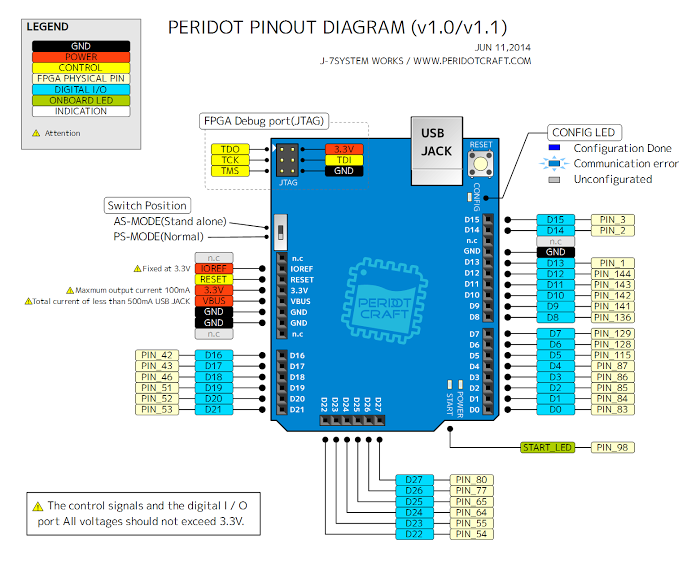 PERIDOT PINOUT DIAGRAM (v1.0/v1.1)
JUN 11,2014
J-7SYSTEM WORKS / WWW.PERIDOTCRAFT.COM
LEGEND
GND
POWER
CONTROL
FPGA PHYSICAL PIN
DIGITAL I/O
ONBOARD LED
INDICATION
Attention
FPGA Debug port(JTAG)
TDO
TCK
TMS
3.3V
TDI
GND
JTAG
USB
JACK
RESET
CONFIG
CONFIG LED
Configuration Done
Communication error
Unconfigurated
Switch Position
AS-MODE(Stand alone)
PS-MODE(Normal)
n.c
Fixed at 3.3V IOREF
RESET
Maxmum output current 100mA 3.3V
Total current of less than 500mA USB JACK VBUS
GND
GND
n.c
n.c
IOREF
RESET
3.3V
VBUS
GND
GND
n.c
PIN_42 D16
PIN_43 D17
PIN_46 D18
PIN_51 D19
PIN_52 D20
PIN_53 D21
D16
D17
D18
D19
D20
D21
PERIDOT
CRAFT
D15
D14
n.c
GND
D13
D12
D11
D10
D9
D8
D7
D6
D5
D4
D3
D2
D1
D0
D15 PIN_3
D14 PIN_2
n.c
GND
D13 PIN_1
D12 PIN_144
D11 PIN_143
D10 PIN_142
D9 PIN_141
D8 PIN_136
D7 PIN_129
D6 PIN_128
D5 PIN_115
D4 PIN_87
D3 PIN_86
D2 PIN_85
D1 PIN_84
D0 PIN_83
START
POWER
D22
D23
D24
D25
D26
D27
START_LED PIN_98
D27 PIN_80
D26 PIN_77
D25 PIN_65
D24 PIN_64
D23 PIN_55
D22 PIN_54
The control signals and the digital I / O
port All voltages should not exceed 3.3V.